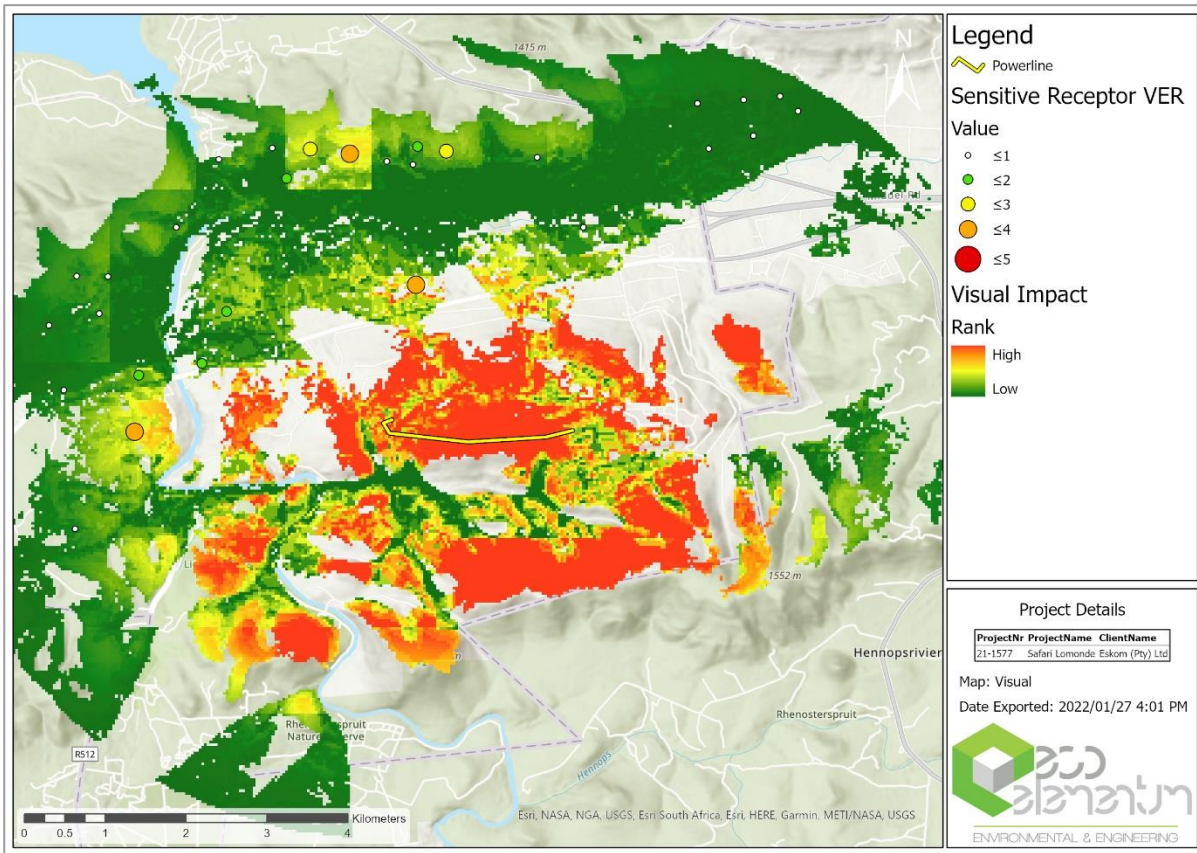 1415 m
N
R512
1552 m
Hennopsrivier
Rhenosterspruit
Hennops
Kilometers
0 0.5 1 2 3 4
Esri, NASA, NGA, USGS, Esri South Africa, Esri, HERE, Garmin, METI/NASA, USGS
Legend
Powerline
Sensitive Receptor VER
Value
≤1
≤2
≤3
≤4
≤5
Visual Impact
Rank
High
Low
Project Details
ProjectNr ProjectName ClientName
21-1577 Safari Lomonde Eskom (Pty) Ltd
Map: Visual
Date Exported: 2022/01/27 4:01 PM
eco
elementum
ENVIRONMENTAL & ENGINEERING